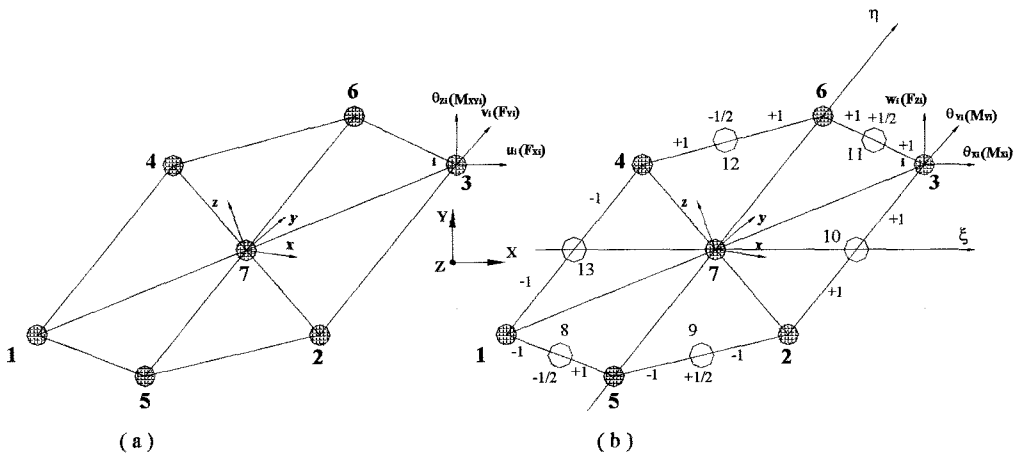 6
θzi(MXYi)
vi(FYi)
ui(FXi)
4
i
3
z
y
x
7
Y
X
Z
1
2
5
( a )
η
6
wi(Fzi)
θYi(MYi)
θXi(MXi)
-1/2
+1
+1
+1/2
+1
+1
12
11
i
3
4
-1
+1
z
y
x
7
10
ξ
13
-1
+1
8
9
1
2
-1
-1/2
+1
-1
+1/2
-1
5
( b )